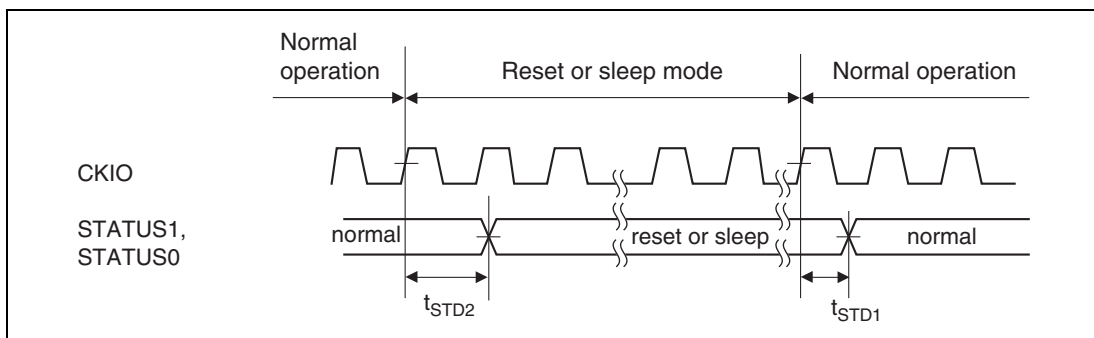 Normal
operation
Reset or sleep mode
Normal operation
CKIO
STATUS1,
STATUS0
normal
reset or sleep
normal
tSTD2
tSTD1